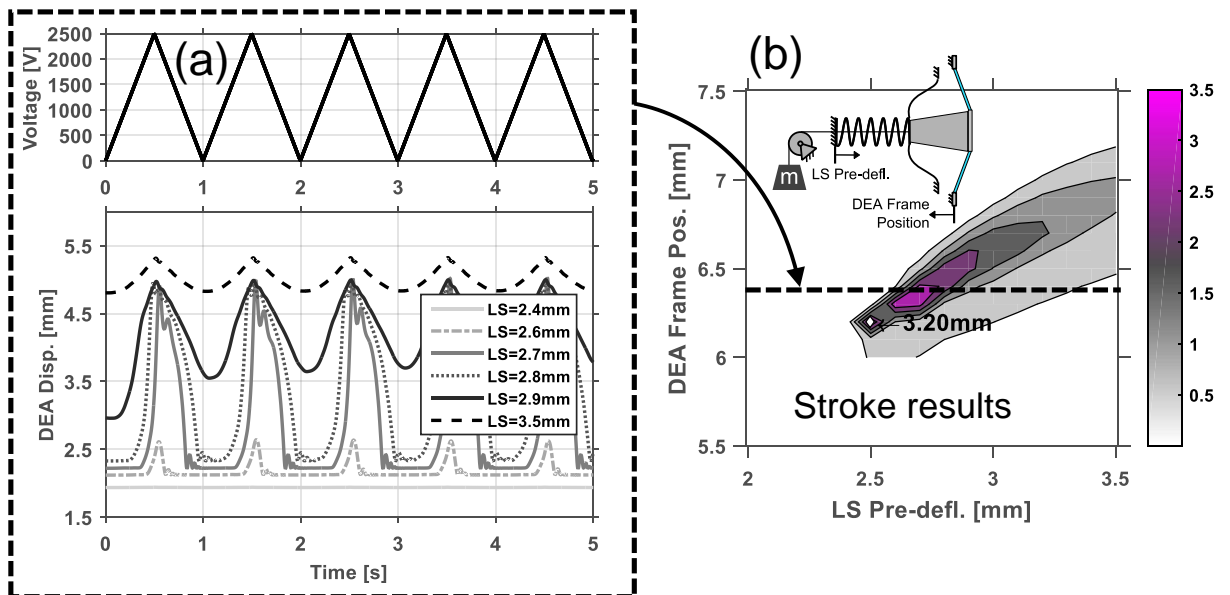 (a)
Voltage [V]
2500
2000
1500
1000
500
0
0 1 2 3 4 5
DEA Disp. [mm]
5.5
4.5
3.5
2.5
1.5
LS=2.4mm
LS=2.6mm
LS=2.7mm
LS=2.8mm
LS=2.9mm
LS=3.5mm
0 1 2 3 4 5
Time [s]
(b)
DEA Frame Pos. [mm]
7.5
7
6.5
6
5.5
m
LS Pre-defl.
DEA Frame
Position
3.20mm
Stroke results
2 2.5 3 3.5
LS Pre-defl. [mm]
3.5
3
2.5
2
1.5
1
0.5